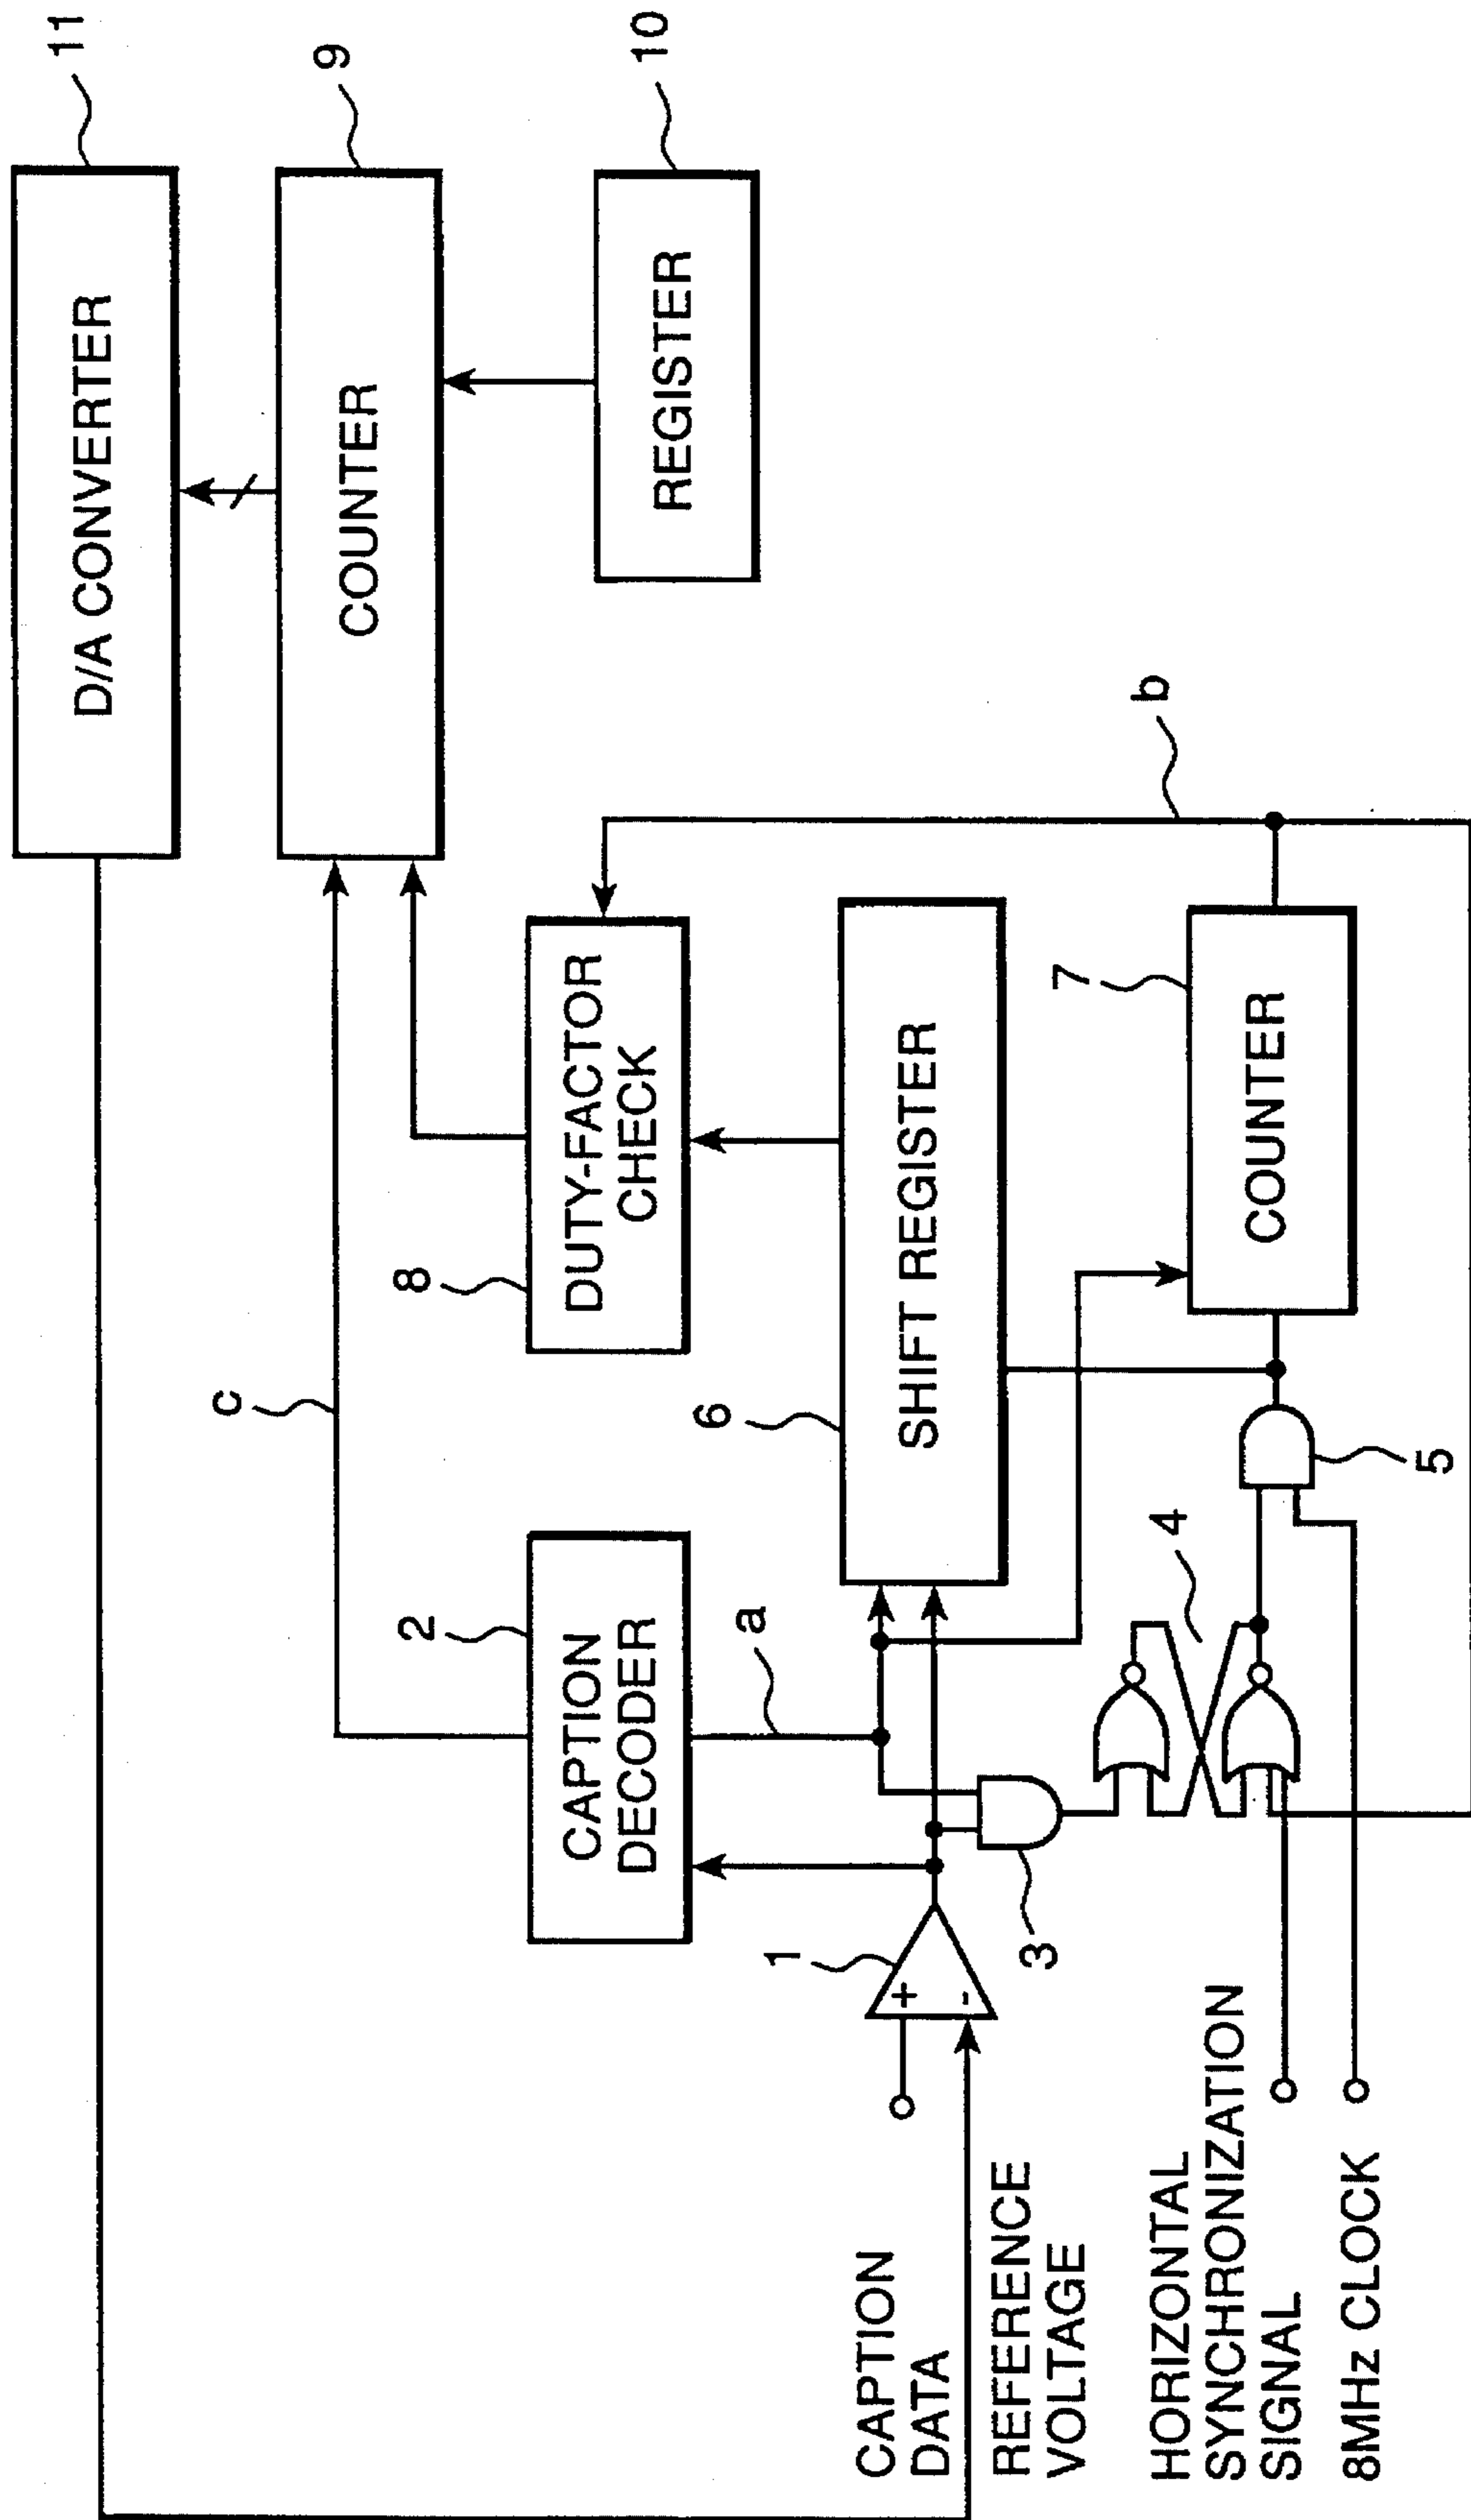 11
D/A CONVERTER
9
COUNTER
10
REGISTER
c
b
8
DUTY-FACTOR
CHECK
2
CAPTION
DECODER
a
6
SHIFT REGISTER
7
COUNTER
1
+
-
3
4
5
CAPTION
DATA
REFERENCE
VOLTAGE
HORIZONTAL
SYNCHRONIZATION
SIGNAL
8MHz CLOCK